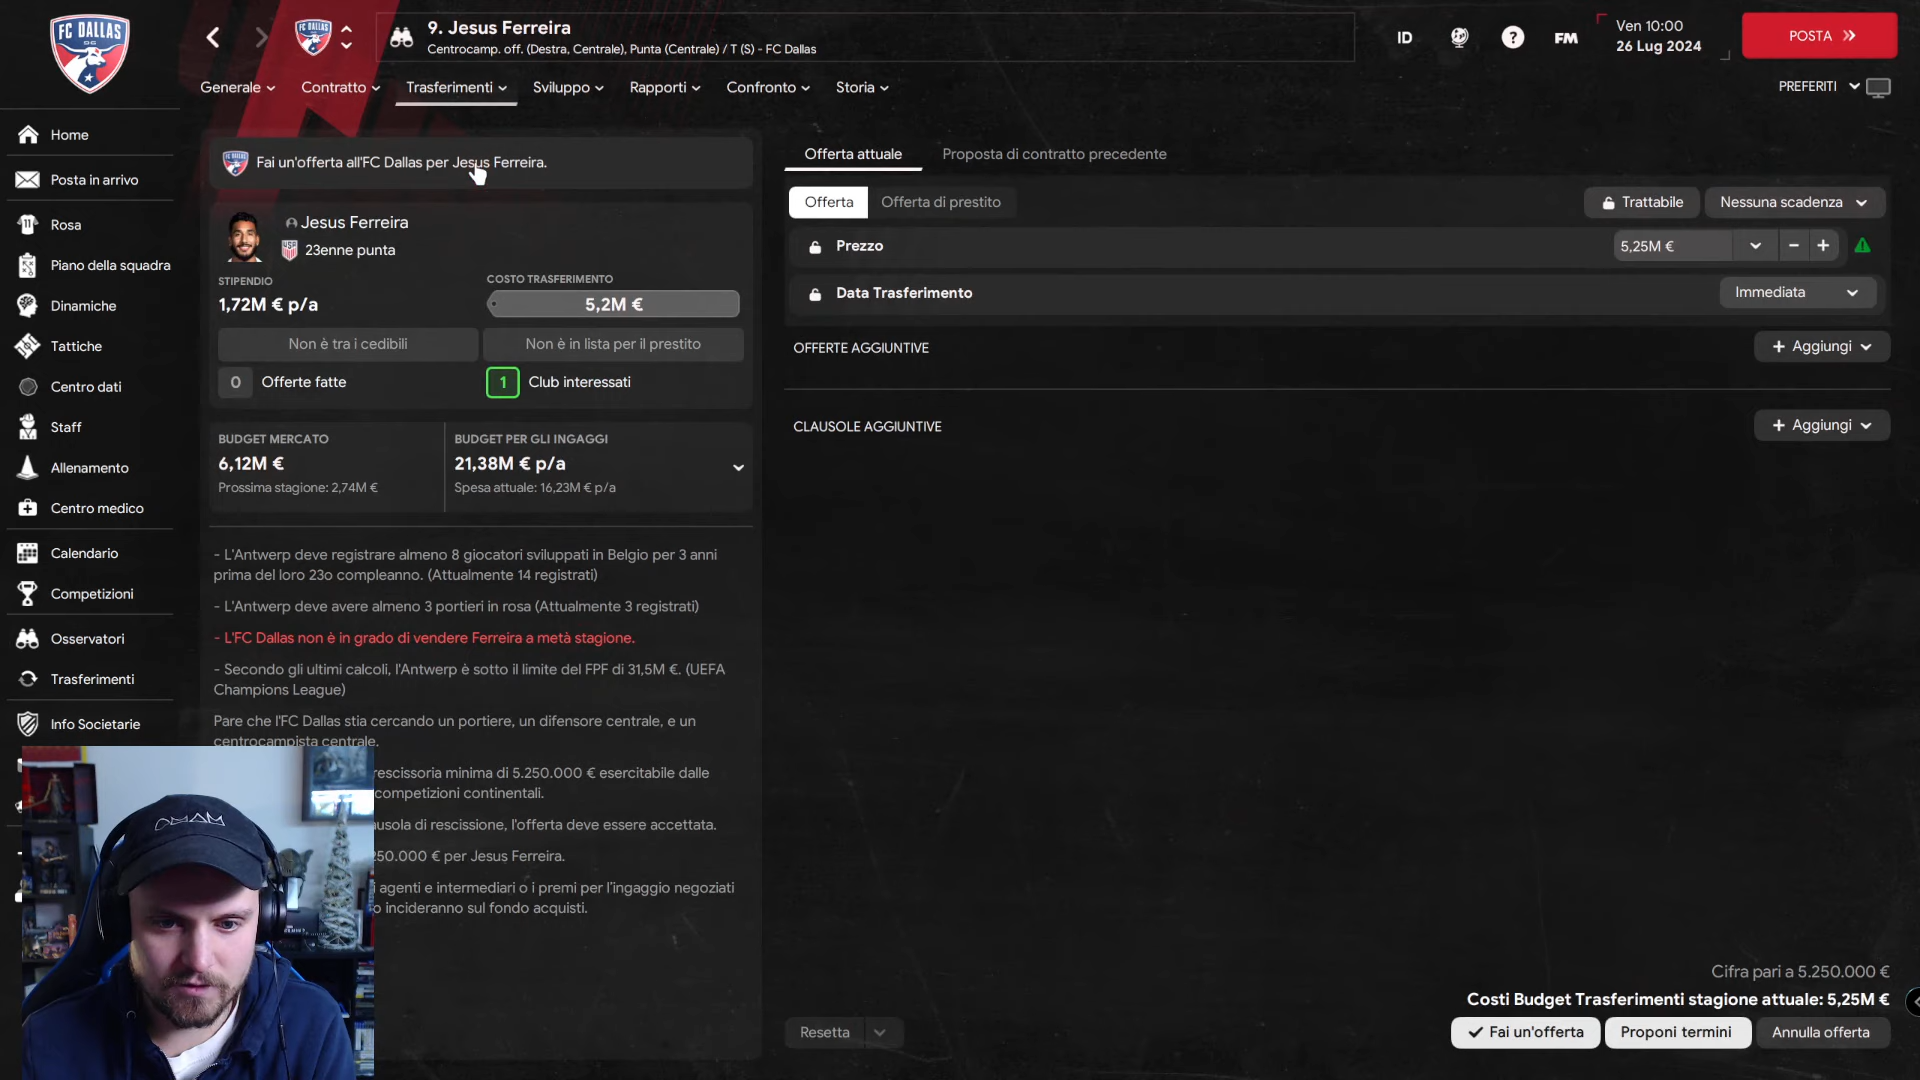 FC DALLAS
FC DALLAS
9. Jesus Ferreira
Centrocamp. off. (Destra, Centrale), Punta (Centrale) / T (S) - FC Dallas
ID
?
FM
Ven 10:00
26 Lug 2024
POSTA
Generale
Contratto
Trasferimenti
Sviluppo
Rapporti
Confronto
Storia
PREFERITI
Home
Posta in arrivo
Rosa
Piano della squadra
Dinamiche
Tattiche
Centro dati
Staff
Allenamento
Centro medico
Calendario
Competizioni
Osservatori
Trasferimenti
Info Societarie
Fai un'offerta all'FC Dallas per Jesus Ferreira.
Jesus Ferreira
23enne punta
STIPENDIO
1,72M € p/a
COSTO TRASFERIMENTO
5,2M €
Non è tra i cedibili
Non è in lista per il prestito
0 Offerte fatte
1 Club interessati
BUDGET MERCATO
6,12M €
Prossima stagione: 2,74M €
BUDGET PER GLI INGAGGI
21,38M € p/a
Spesa attuale: 16,23M € p/a
- L'Antwerp deve registrare almeno 8 giocatori sviluppati in Belgio per 3 anni
prima del loro 23o compleanno. (Attualmente 14 registrati)
- L'Antwerp deve avere almeno 3 portieri in rosa (Attualmente 3 registrati)
- L'FC Dallas non è in grado di vendere Ferreira a metà stagione.
- Secondo gli ultimi calcoli, l'Antwerp è sotto il limite del FPF di 31,5M €. (UEFA
Champions League)
Pare che l'FC Dallas stia cercando un portiere, un difensore centrale, e un
centrocampista centrale.
rescissoria minima di 5.250.000 € esercitabile dalle
competizioni continentali.
di rescissione, l'offerta deve essere accettata.
250.000 € per Jesus Ferreira.
agenti e intermediari o i premi per l'ingaggio negoziati
incideranno sul fondo acquisti.
Offerta attuale
Proposta di contratto precedente
Offerta
Offerta di prestito
Trattabile
Nessuna scadenza
Prezzo
5,25M €
Data Trasferimento
Immediata
OFFERTE AGGIUNTIVE
+ Aggiungi
CLAUSOLE AGGIUNTIVE
+ Aggiungi
Cifra pari a 5.250.000 €
Costi Budget Trasferimenti stagione attuale: 5,25M €
Resetta
Fai un'offerta
Proponi termini
Annulla offerta